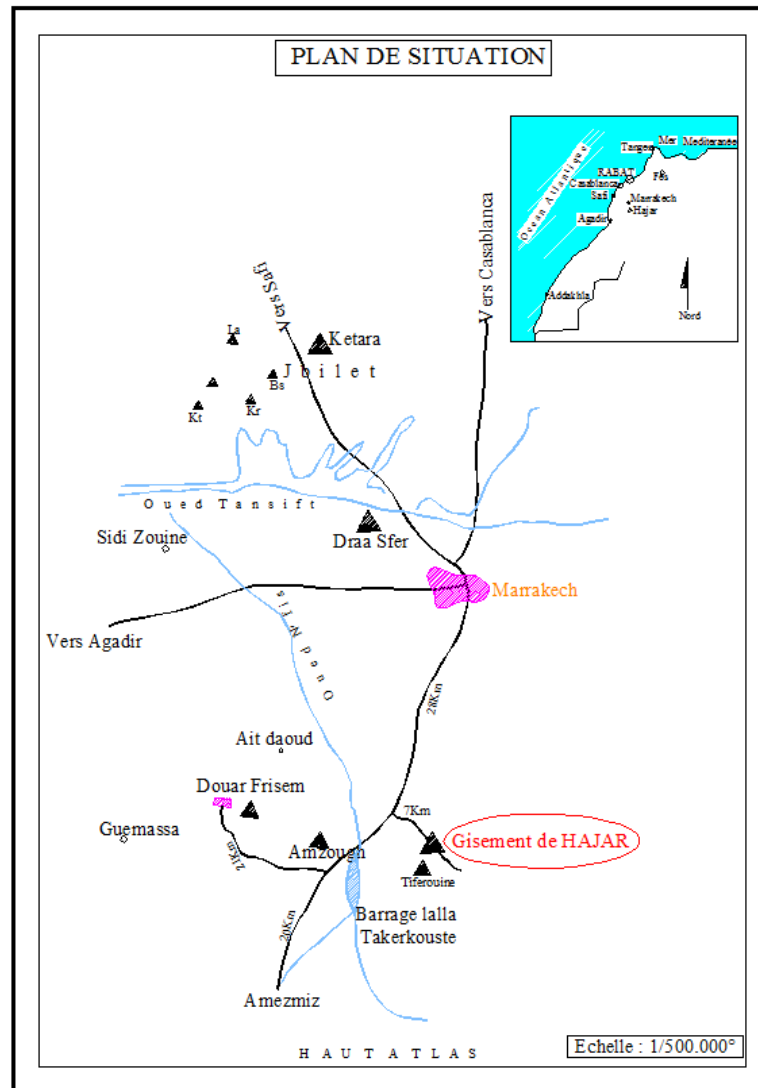 PLAN DE SITUATION
Mer Mediteranée
Tanger
Ocean Atlantique
RABAT
Fès
Casablanca
Safi
Marrakech
Hajar
Agadir
Addakhla
Nord
Vers Safi
Vers Casablanca
La
Ketara
Jbilet
Bs
Kt
Kr
Oued Tansift
Sidi Zouine
Draa Sfer
Marrakech
Oued N'fis
Vers Agadir
28Km
Ait daoud
Douar Frisem
7Km
Guemassa
21Km
Amzough
Gisement de HAJAR
Tiferouine
Barrage lalla
Takerkouste
20Km
Amezmiz
HAUT ATLAS
Echelle : 1/500.000°